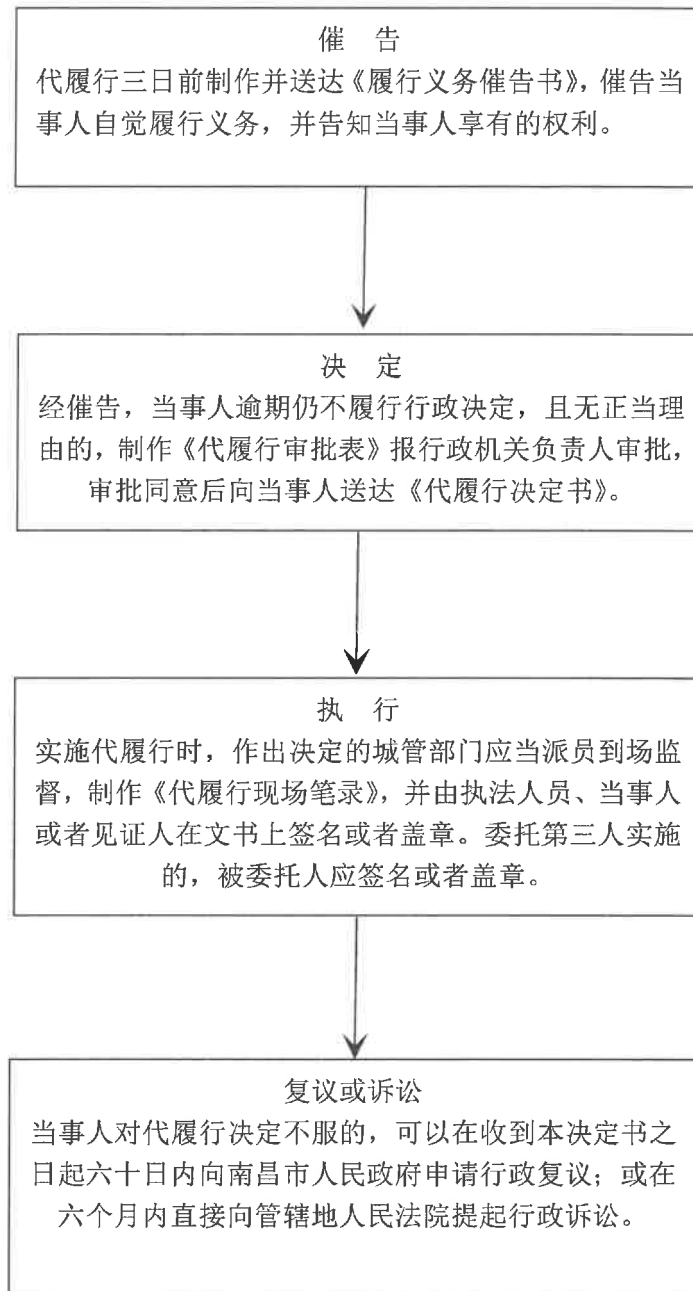 催 告
代履行三日前制作并送达《履行义务催告书》，催告当
事人自觉履行义务，并告知当事人享有的权利。
决 定
经催告，当事人逾期仍不履行行政决定，且无正当理
由的，制作《代履行审批表》报行政机关负责人审批，
审批同意后向当事人送达《代履行决定书》。
执 行
实施代履行时，作出决定的城管部门应当派员到场监
督，制作《代履行现场笔录》，并由执法人员、当事人
或者见证人在文书上签名或者盖章。委托第三人实施
的，被委托人应签名或者盖章。
复议或诉讼
当事人对代履行决定不服的，可以在收到本决定书之
日起六十日内向南昌市人民政府申请行政复议；或在
六个月内直接向管辖地人民法院提起行政诉讼。